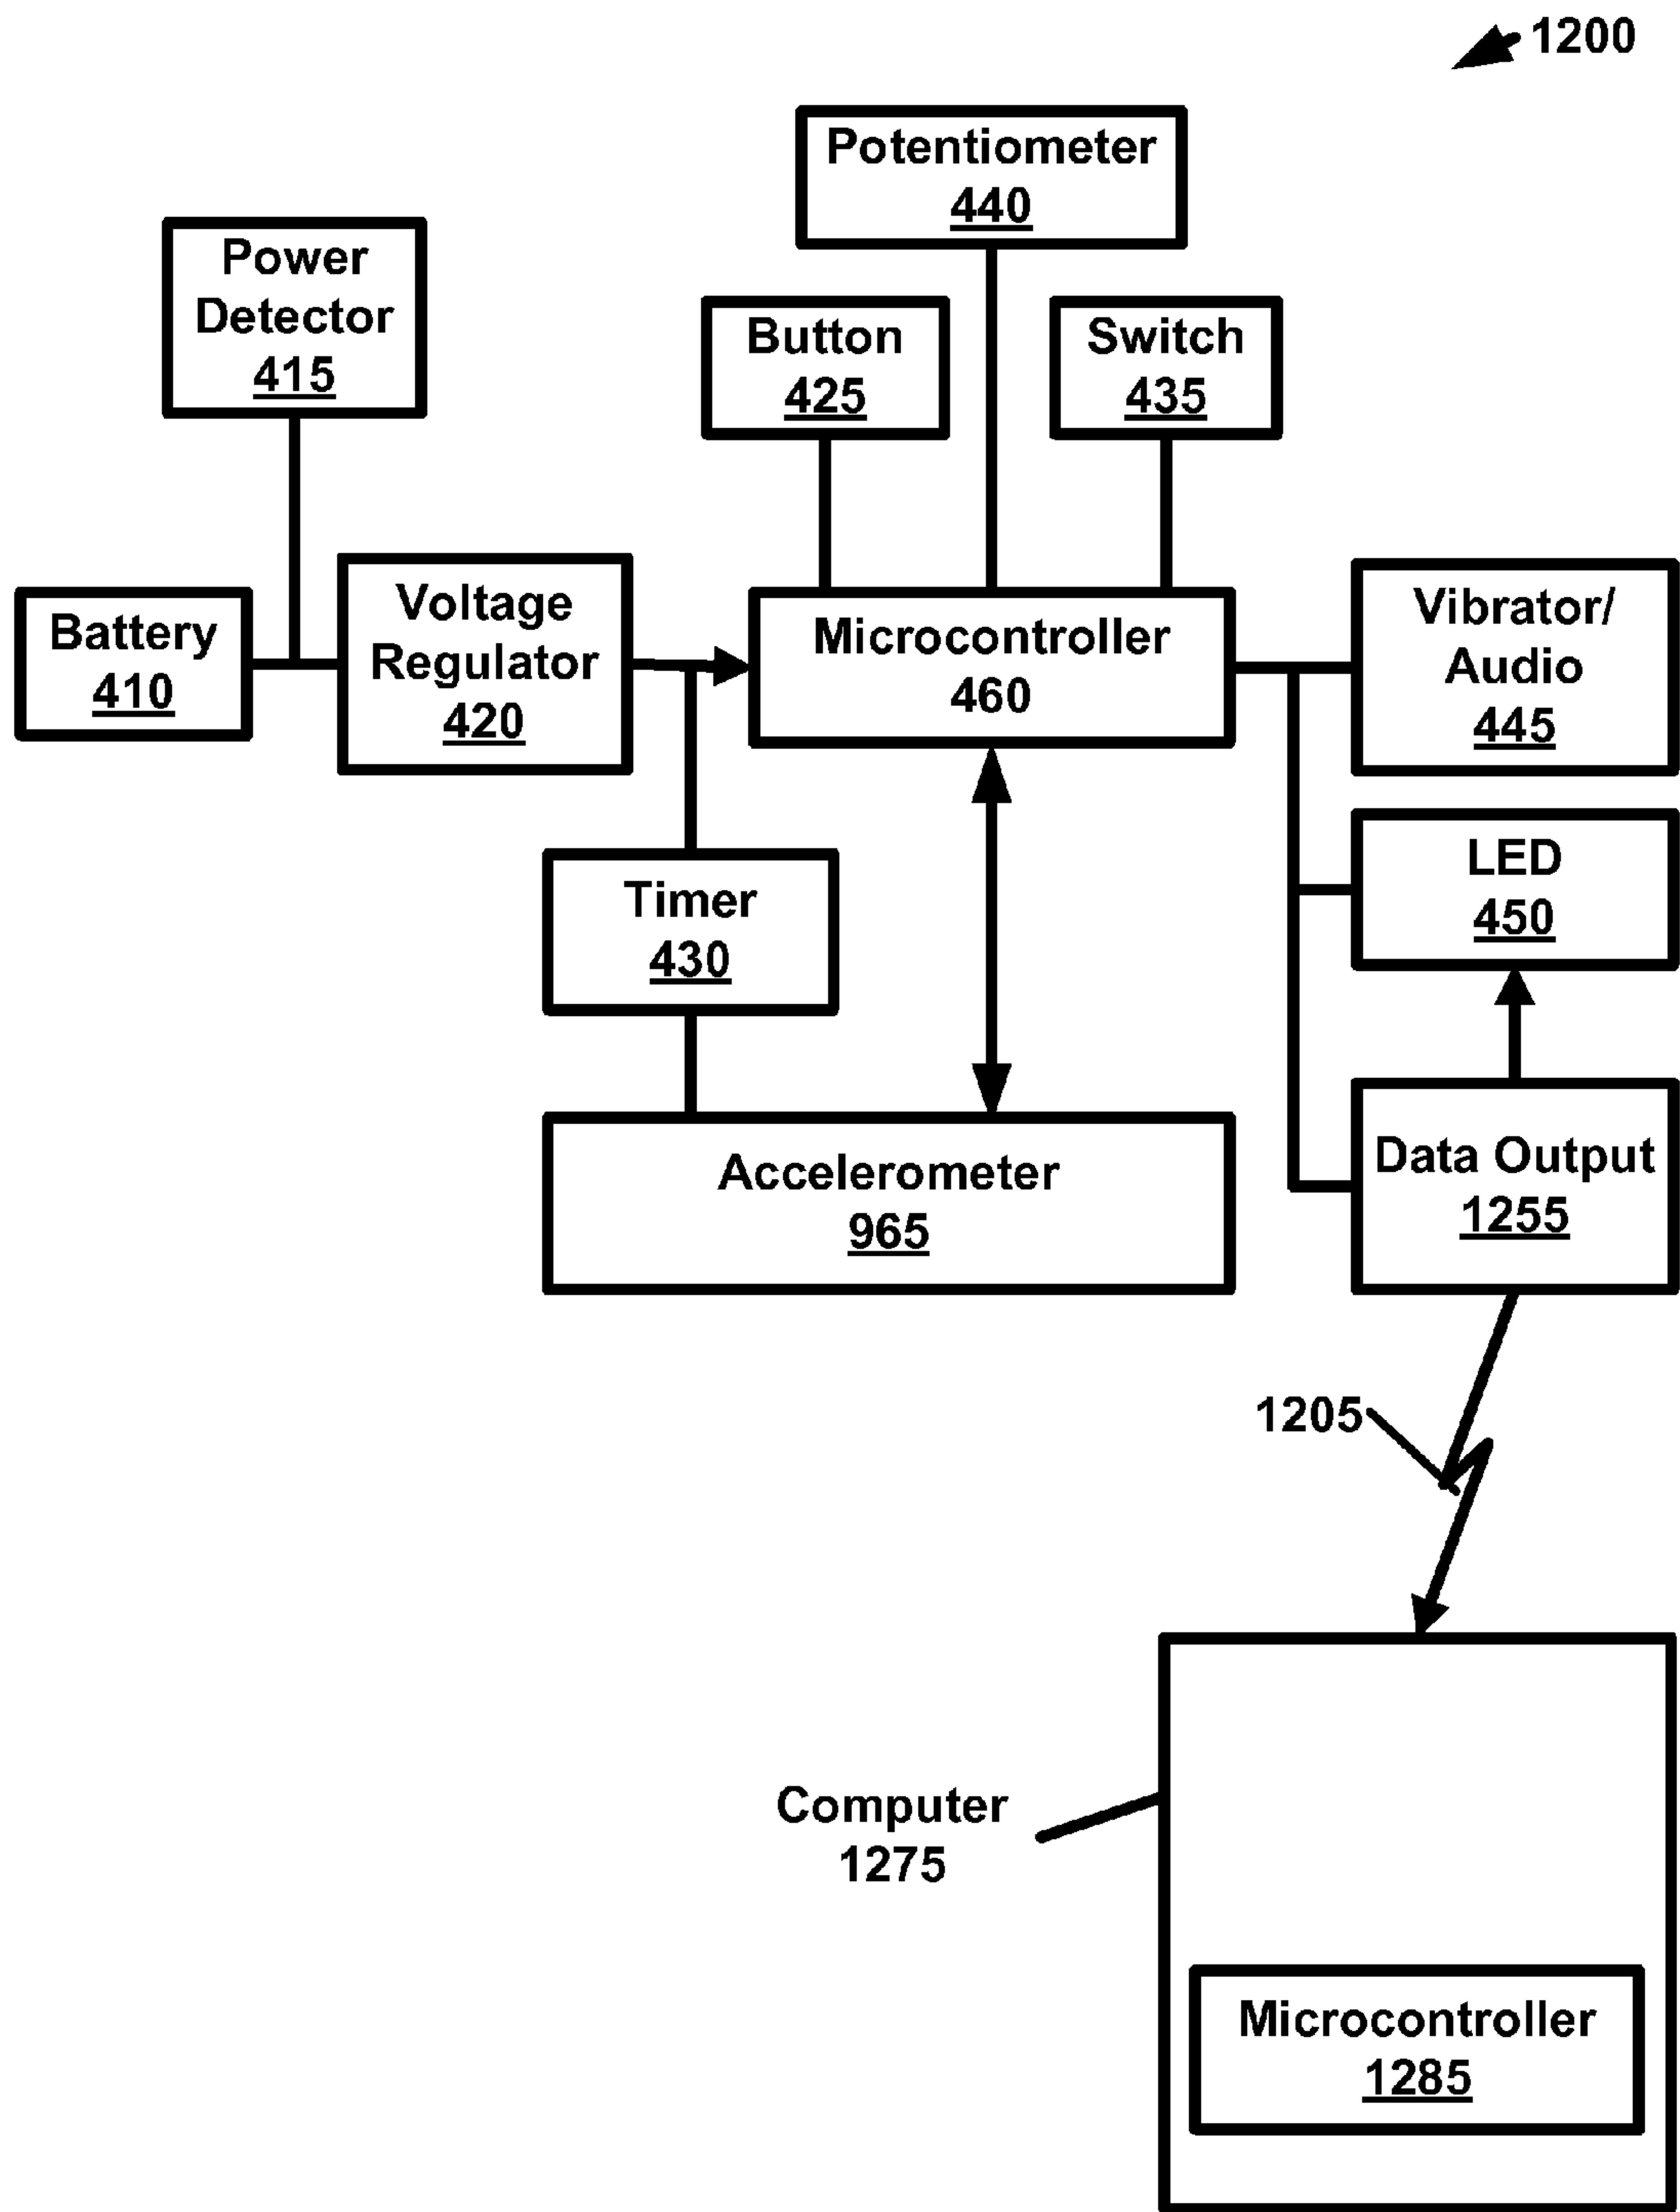 1200
Potentiometer
440
Power
Detector
415
Button
425
Switch
435
Battery
410
Voltage
Regulator
420
Microcontroller
460
Vibrator/
Audio
445
LED
450
Timer
430
Accelerometer
965
Data Output
1255
1205
Computer
1275
Microcontroller
1285